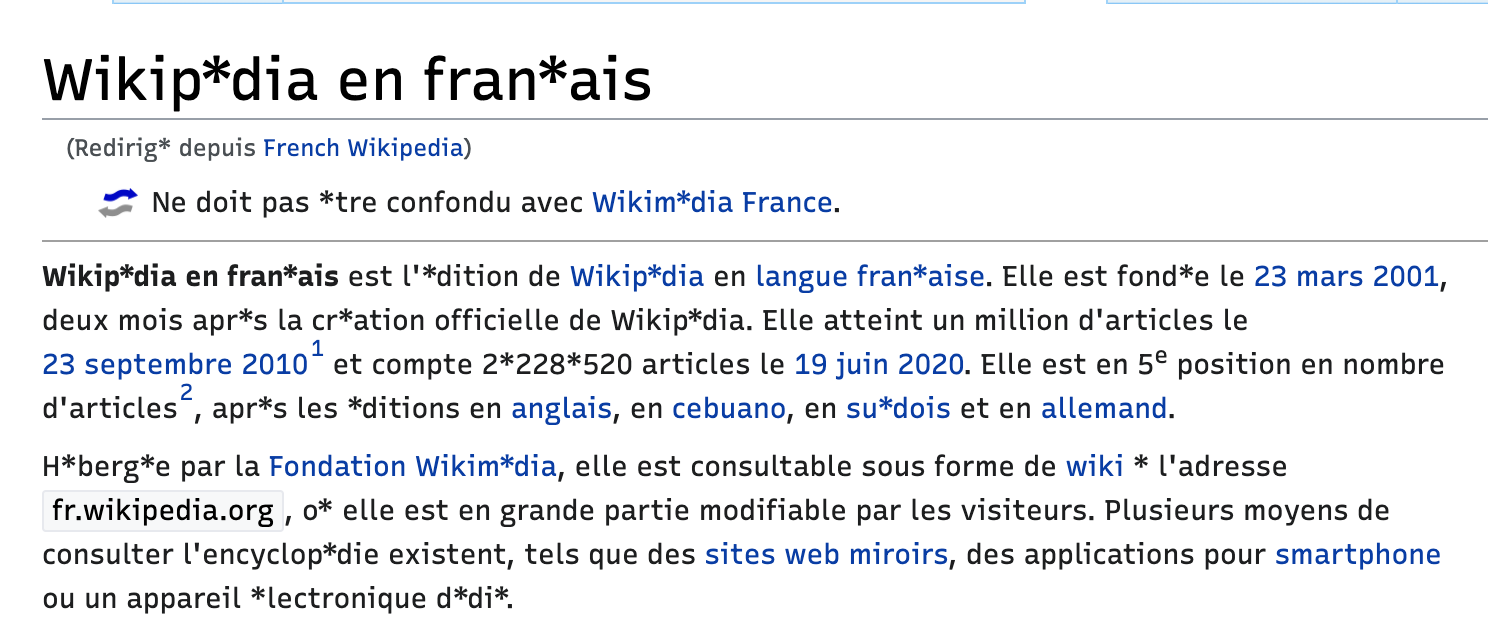 Wikip*dia en fran*ais
(Redirig* depuis French Wikipedia)
Ne doit pas *tre confondu avec Wikim*dia France.
Wikip*dia en fran*ais est l'*dition de Wikip*dia en langue fran*aise. Elle est fond*e le 23 mars 2001,
deux mois apr*s la cr*ation officielle de Wikip*dia. Elle atteint un million d'articles le
23 septembre 2010¹ et compte 2*228*520 articles le 19 juin 2020. Elle est en 5ᵉ position en nombre
d'articles², apr*s les *ditions en anglais, en cebuano, en su*dois et en allemand.
H*berg*e par la Fondation Wikim*dia, elle est consultable sous forme de wiki * l'adresse
fr.wikipedia.org, o* elle est en grande partie modifiable par les visiteurs. Plusieurs moyens de
consulter l'encyclop*die existent, tels que des sites web miroirs, des applications pour smartphone
ou un appareil *lectronique d*di*.